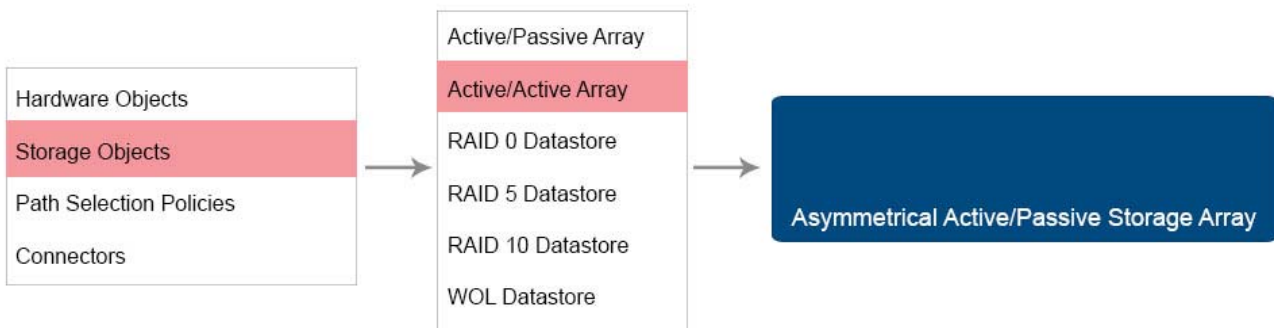 Hardware Objects
Storage Objects
Path Selection Policies
Connectors
Active/Passive Array
Active/Active Array
RAID 0 Datastore
RAID 5 Datastore
RAID 10 Datastore
WOL Datastore
Asymmetrical Active/Passive Storage Array